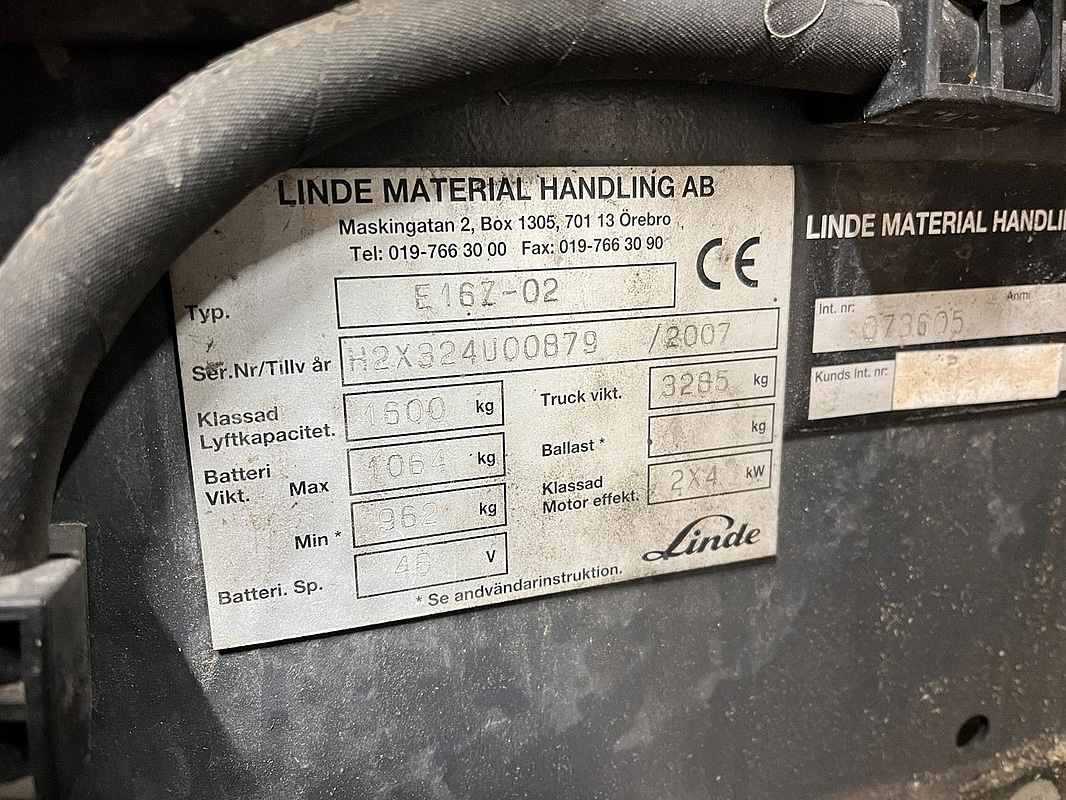 LINDE MATERIAL HANDLING AB
Maskingatan 2, Box 1305, 701 13 Örebro
Tel: 019-766 30 00 Fax: 019-766 30 90
CE
Typ. E16Z-02
Ser.Nr/Tillv år H2X324U00879 /2007
Klassad
Lyftkapacitet. 1600 kg
Batteri
Vikt. Max 1064 kg
Min * 962 kg
Batteri. Sp. 48 V
Truck vikt. 3285 kg
Ballast * kg
Klassad
Motor effekt. 2X4 kW
Linde
* Se andvändarinstruktion.
LINDE MATERIAL HANDLI
Int. nr: 073605
Anm:
Kunds Int. nr: